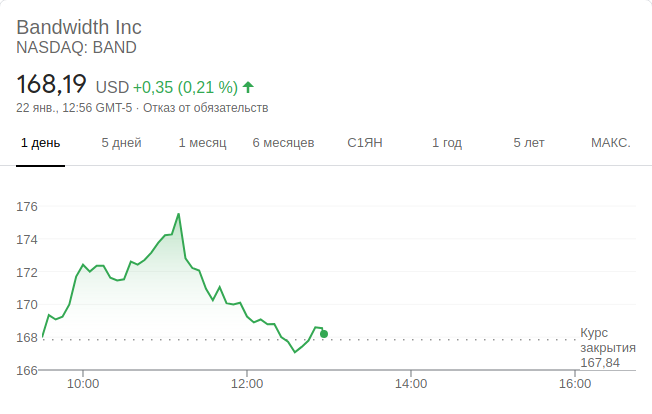 Bandwidth Inc
NASDAQ: BAND
168,19 USD +0,35 (0,21 %)
22 янв., 12:56 GMT-5 · Отказ от обязательств
1 день 5 дней 1 месяц 6 месяцев С1ЯН 1 год 5 лет МАКС.
176
174
172
170
168
Курс
закрытия
167,84
166
10:00 12:00 14:00 16:00